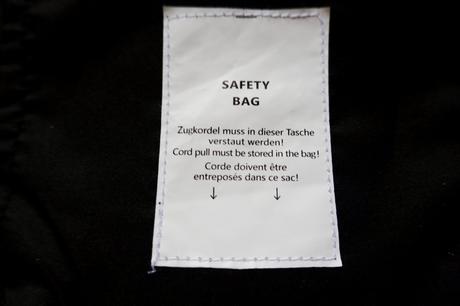 SAFETY
BAG
Zugkordel muss in dieser Tasche
verstaut werden!
Cord pull must be stored in the bag!
Corde doivent être
entreposés dans ce sac!
↓ ↓